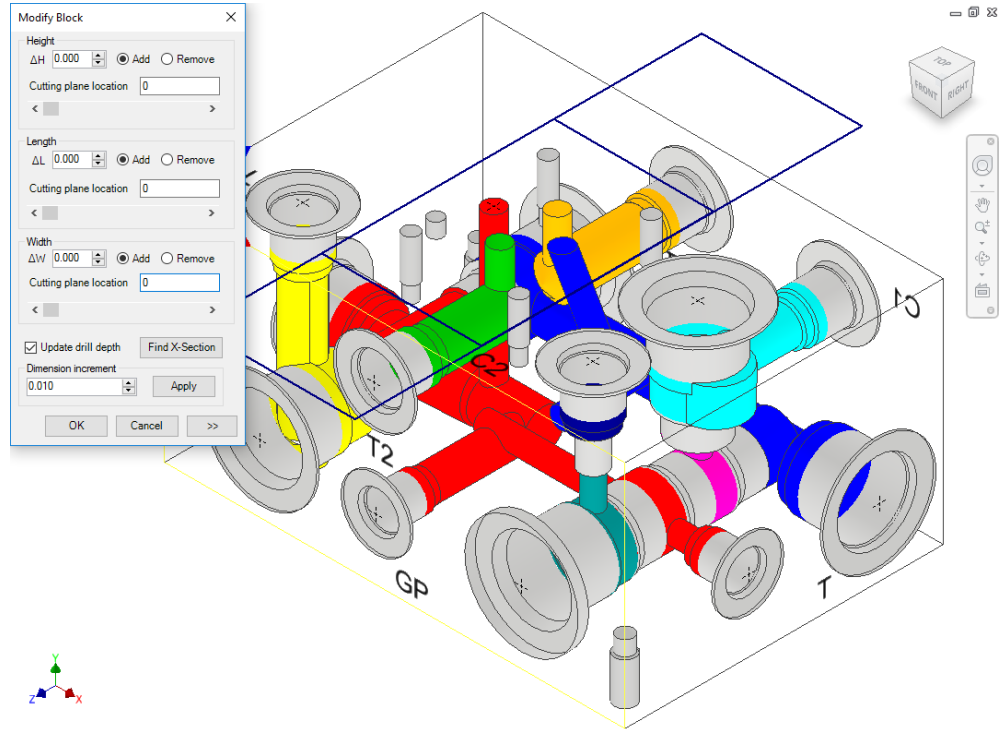 Modify Block
Height
ΔH 0.000 Add Remove
Cutting plane location 0
Length
ΔL 0.000 Add Remove
Cutting plane location 0
Width
ΔW 0.000 Add Remove
Cutting plane location 0
Update drill depth Find X-Section
Dimension increment
0.010 Apply
OK Cancel >>
TOP
FRONT RIGHT
C1
C2
T2
GP
T
Y
Z X